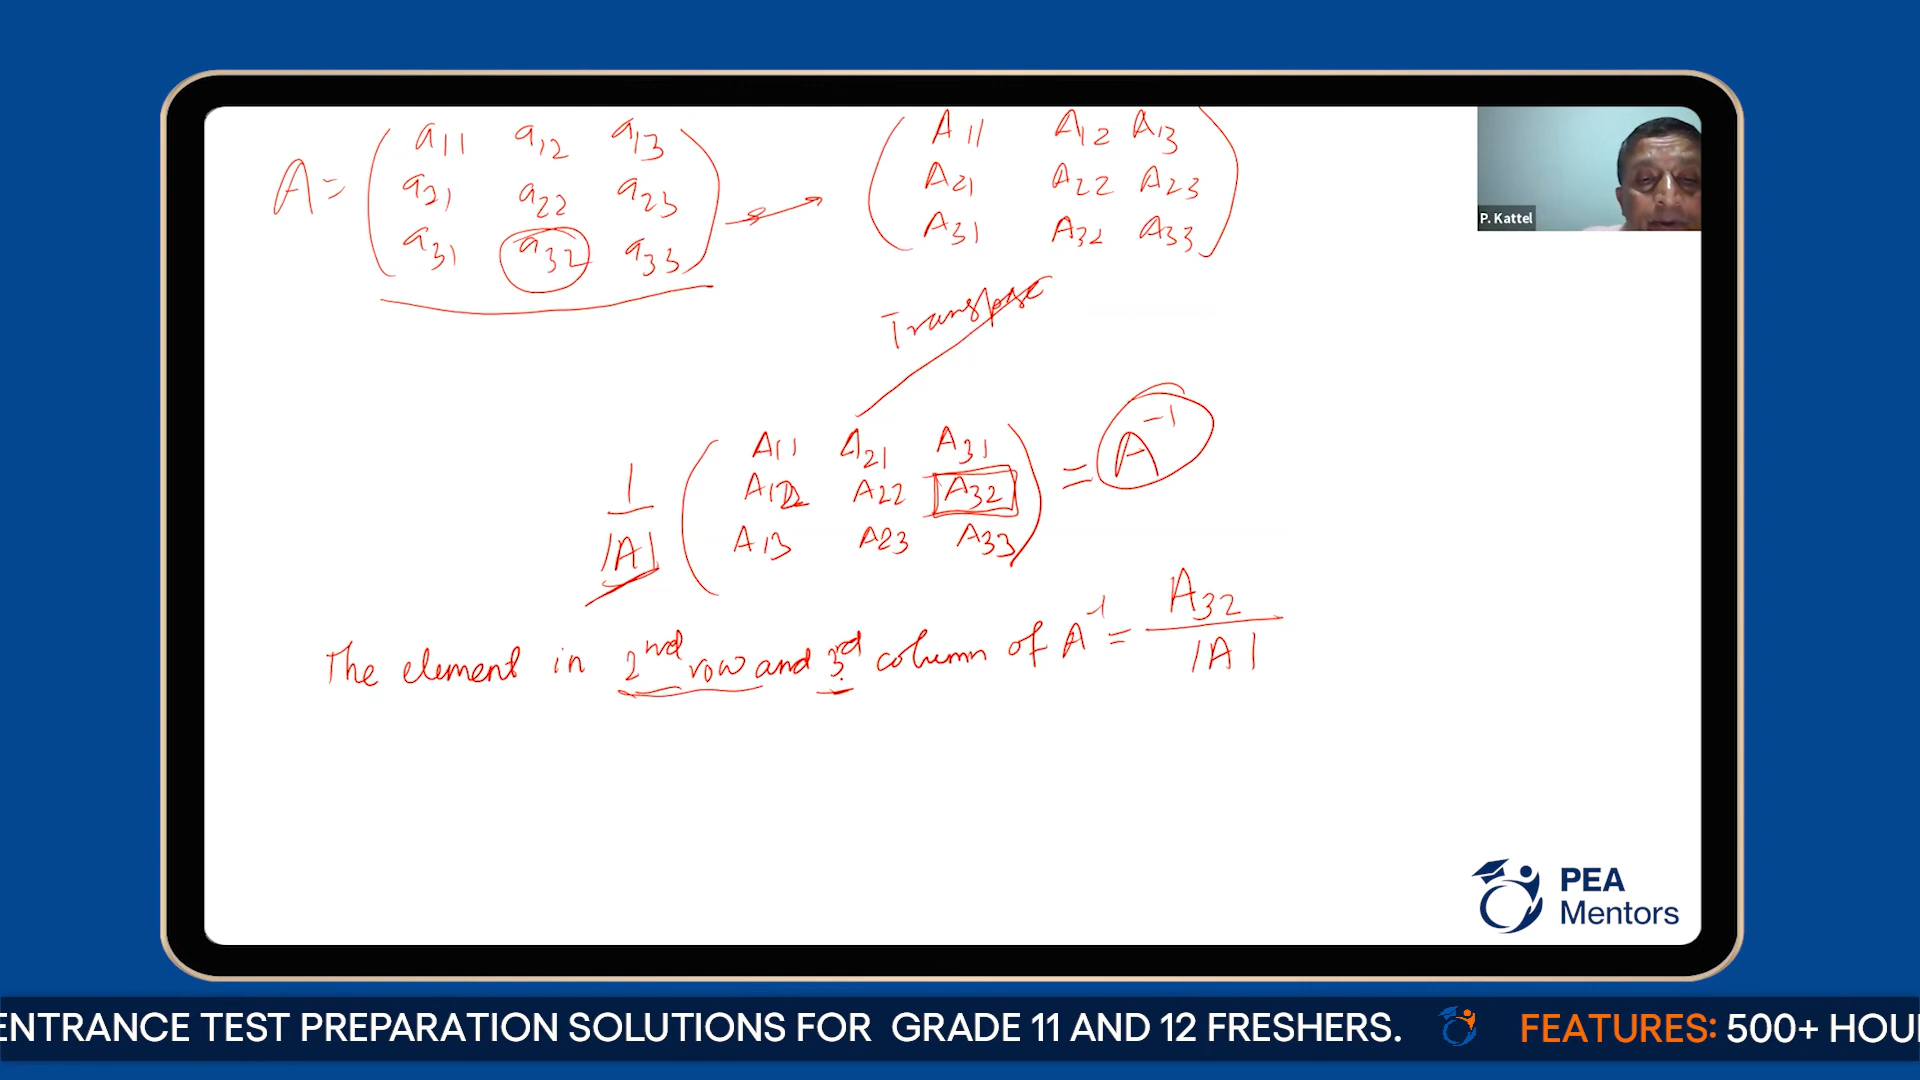 a11 a12 a13 A11 A12 A13
A = a21 a22 a23 → A21 A22 A23
a31 a32 a33 A31 A32 A33
P. Kattel
Transpose
1/|A| ( A11 A21 A31
A12 A22 A32
A13 A23 A33 ) = A⁻¹
The element in 2nd row and 3rd column of A⁻¹ = A32/|A|
PEA
Mentors
ENTRANCE TEST PREPARATION SOLUTIONS FOR GRADE 11 AND 12 FRESHERS. FEATURES: 500+ HOU